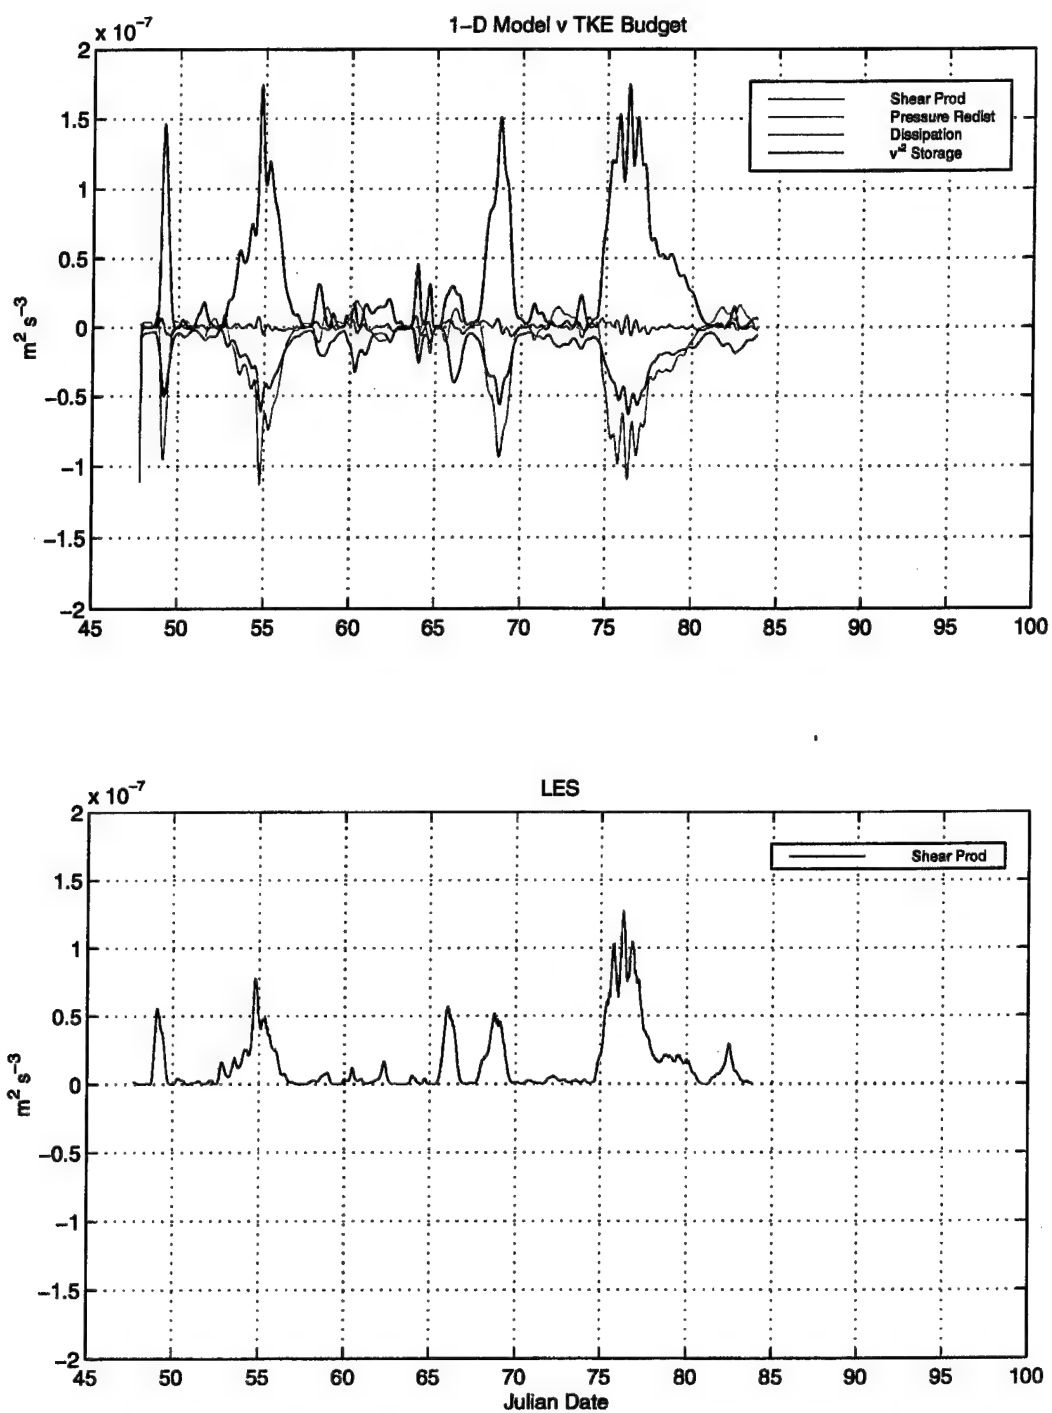 1−D Model v TKE Budget
x 10−7
2
1.5
1
0.5
0
−0.5
−1
−1.5
−2
m2 s−3
Shear Prod
Pressure Redist
Dissipation
v'2 Storage
45 50 55 60 65 70 75 80 85 90 95 100
LES
x 10−7
2
1.5
1
0.5
0
−0.5
−1
−1.5
−2
m2 s−3
Shear Prod
45 50 55 60 65 70 75 80 85 90 95 100
Julian Date